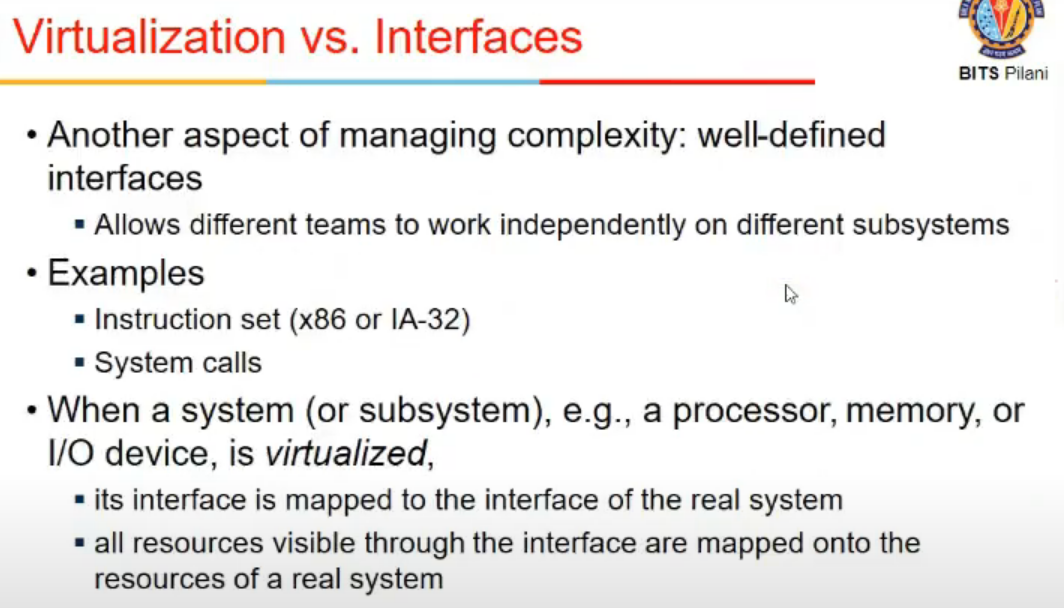 Virtualization vs. Interfaces
BITS Pilani
• Another aspect of managing complexity: well-defined
interfaces
▪ Allows different teams to work independently on different subsystems
• Examples
▪ Instruction set (x86 or IA-32)
▪ System calls
• When a system (or subsystem), e.g., a processor, memory, or
I/O device, is virtualized,
▪ its interface is mapped to the interface of the real system
▪ all resources visible through the interface are mapped onto the
resources of a real system